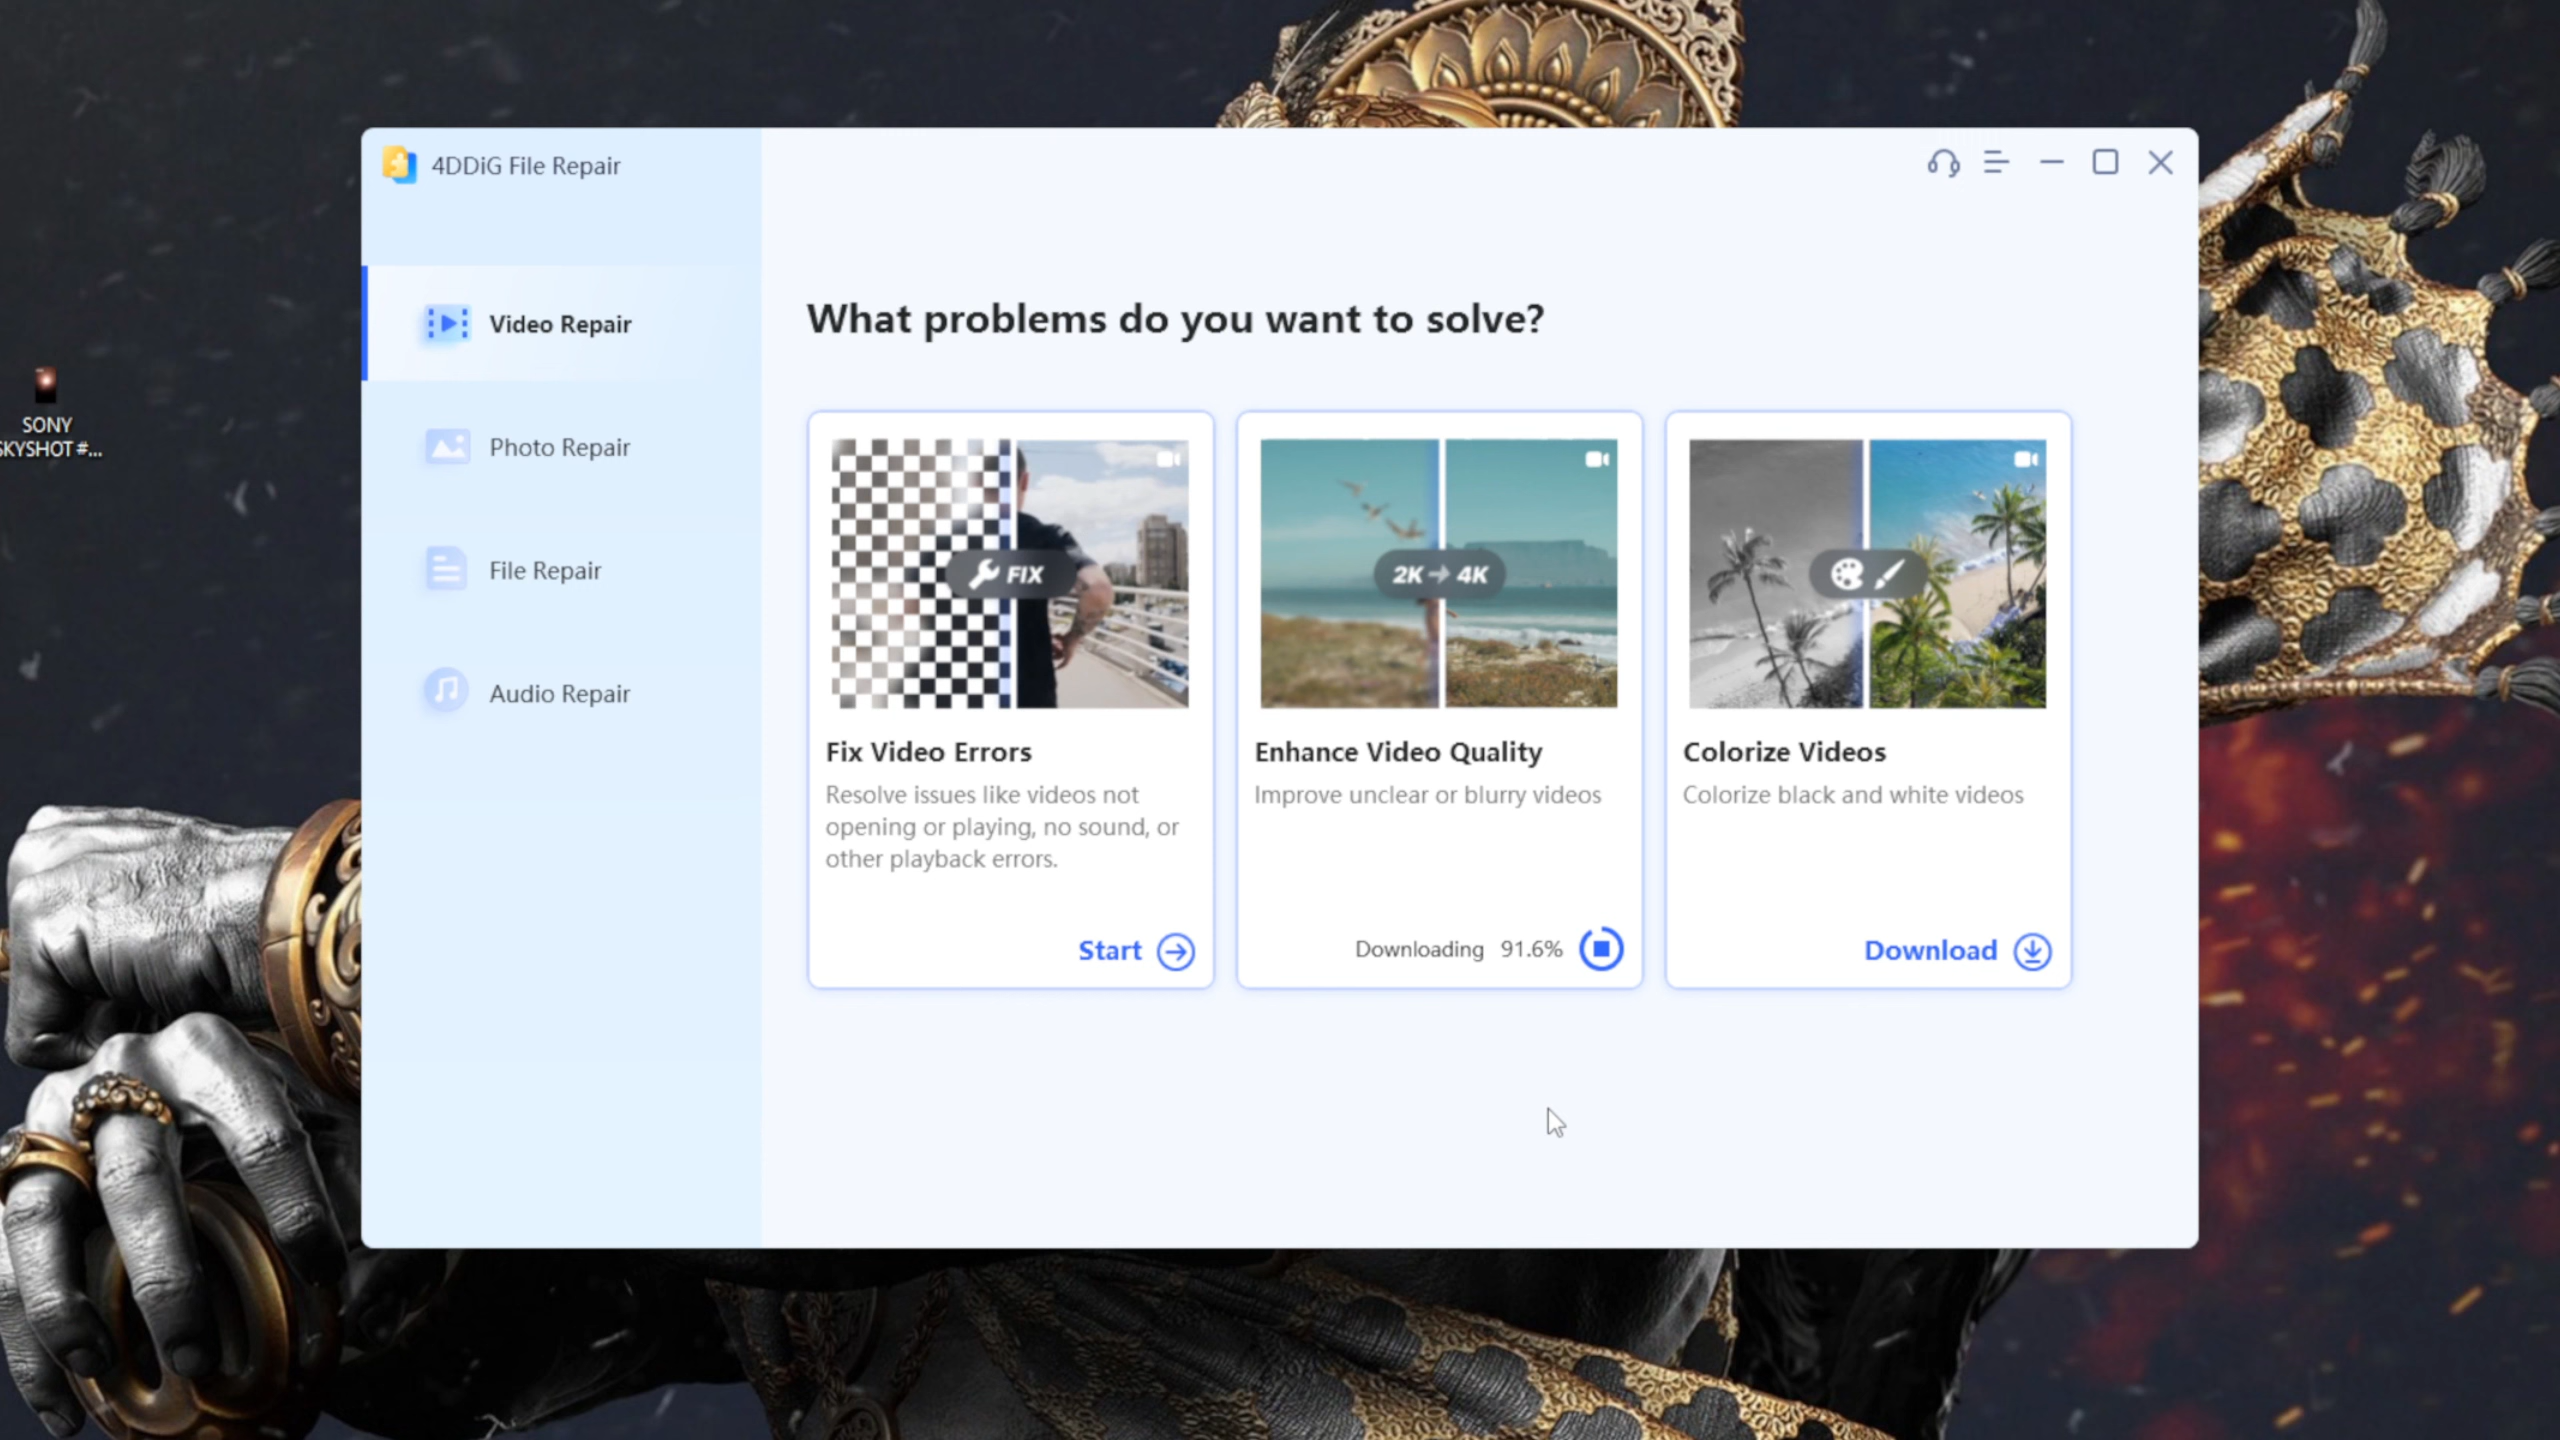 4DDiG File Repair
Video Repair
Photo Repair
File Repair
Audio Repair
SONY
SKYSHOT #...
What problems do you want to solve?
FIX
2K → 4K
Fix Video Errors
Resolve issues like videos not
opening or playing, no sound, or
other playback errors.
Start
Enhance Video Quality
Improve unclear or blurry videos
Downloading 91.6%
Colorize Videos
Colorize black and white videos
Download